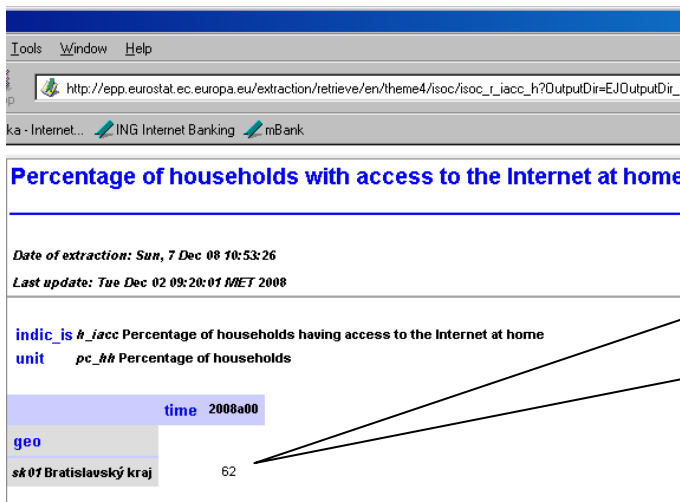 Tools Window Help
http://epp.eurostat.ec.europa.eu/extraction/retrieve/en/theme4/isoc/isoc_r_iacc_h?OutputDir=EJOutputDir_
ka - Internet... ING Internet Banking mBank
Percentage of households with access to the Internet at home
Date of extraction: Sun, 7 Dec 08 10:53:26
Last update: Tue Dec 02 09:20:01 MET 2008
indic_is h_iacc Percentage of households having access to the Internet at home
unit pc_hh Percentage of households
time 2008a00
geo
sk01 Bratislavský kraj 62